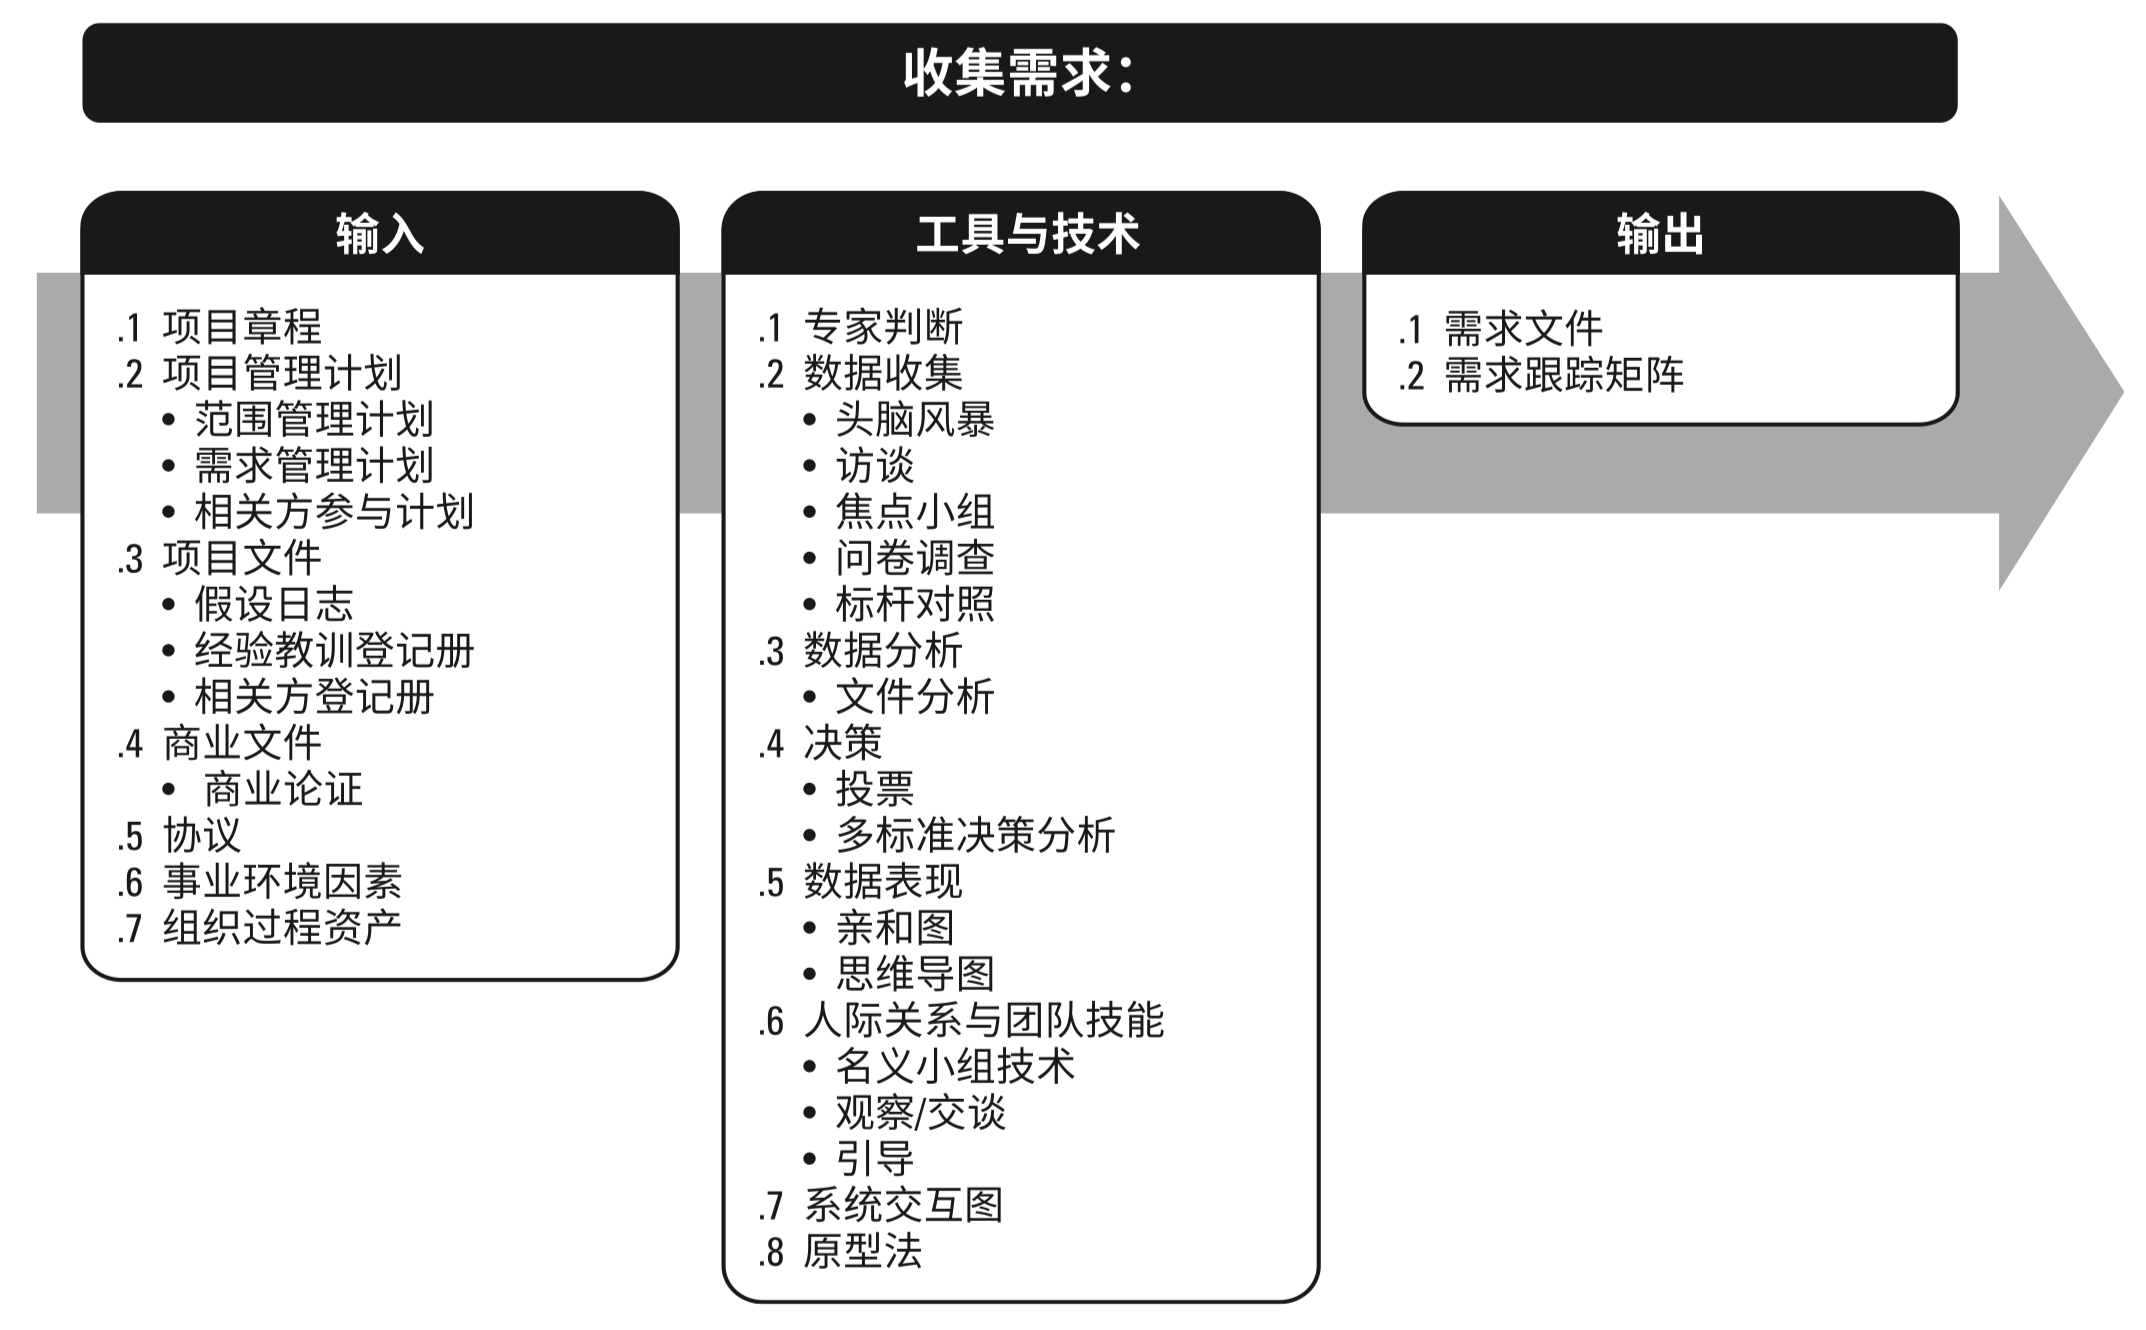 收集需求：
输入
.1 项目章程
.2 项目管理计划
• 范围管理计划
• 需求管理计划
• 相关方参与计划
.3 项目文件
• 假设日志
• 经验教训登记册
• 相关方登记册
.4 商业文件
• 商业论证
.5 协议
.6 事业环境因素
.7 组织过程资产
工具与技术
.1 专家判断
.2 数据收集
• 头脑风暴
• 访谈
• 焦点小组
• 问卷调查
• 标杆对照
.3 数据分析
• 文件分析
.4 决策
• 投票
• 多标准决策分析
.5 数据表现
• 亲和图
• 思维导图
.6 人际关系与团队技能
• 名义小组技术
• 观察/交谈
• 引导
.7 系统交互图
.8 原型法
输出
.1 需求文件
.2 需求跟踪矩阵